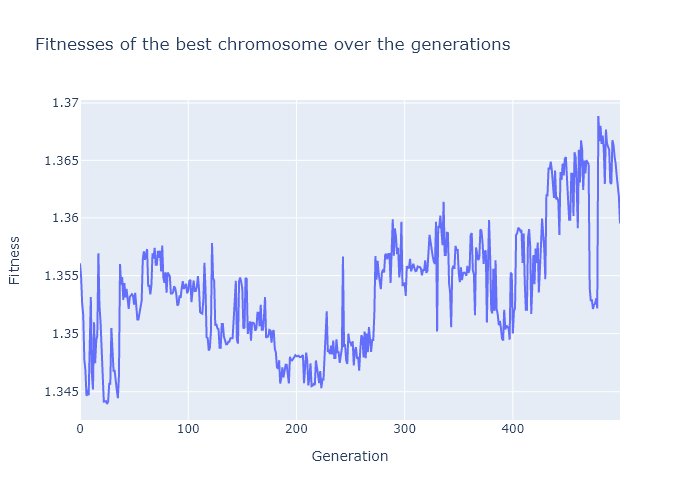 Fitnesses of the best chromosome over the generations
1.37
1.365
1.36
1.355
1.35
1.345
Fitness
0 100 200 300 400
Generation